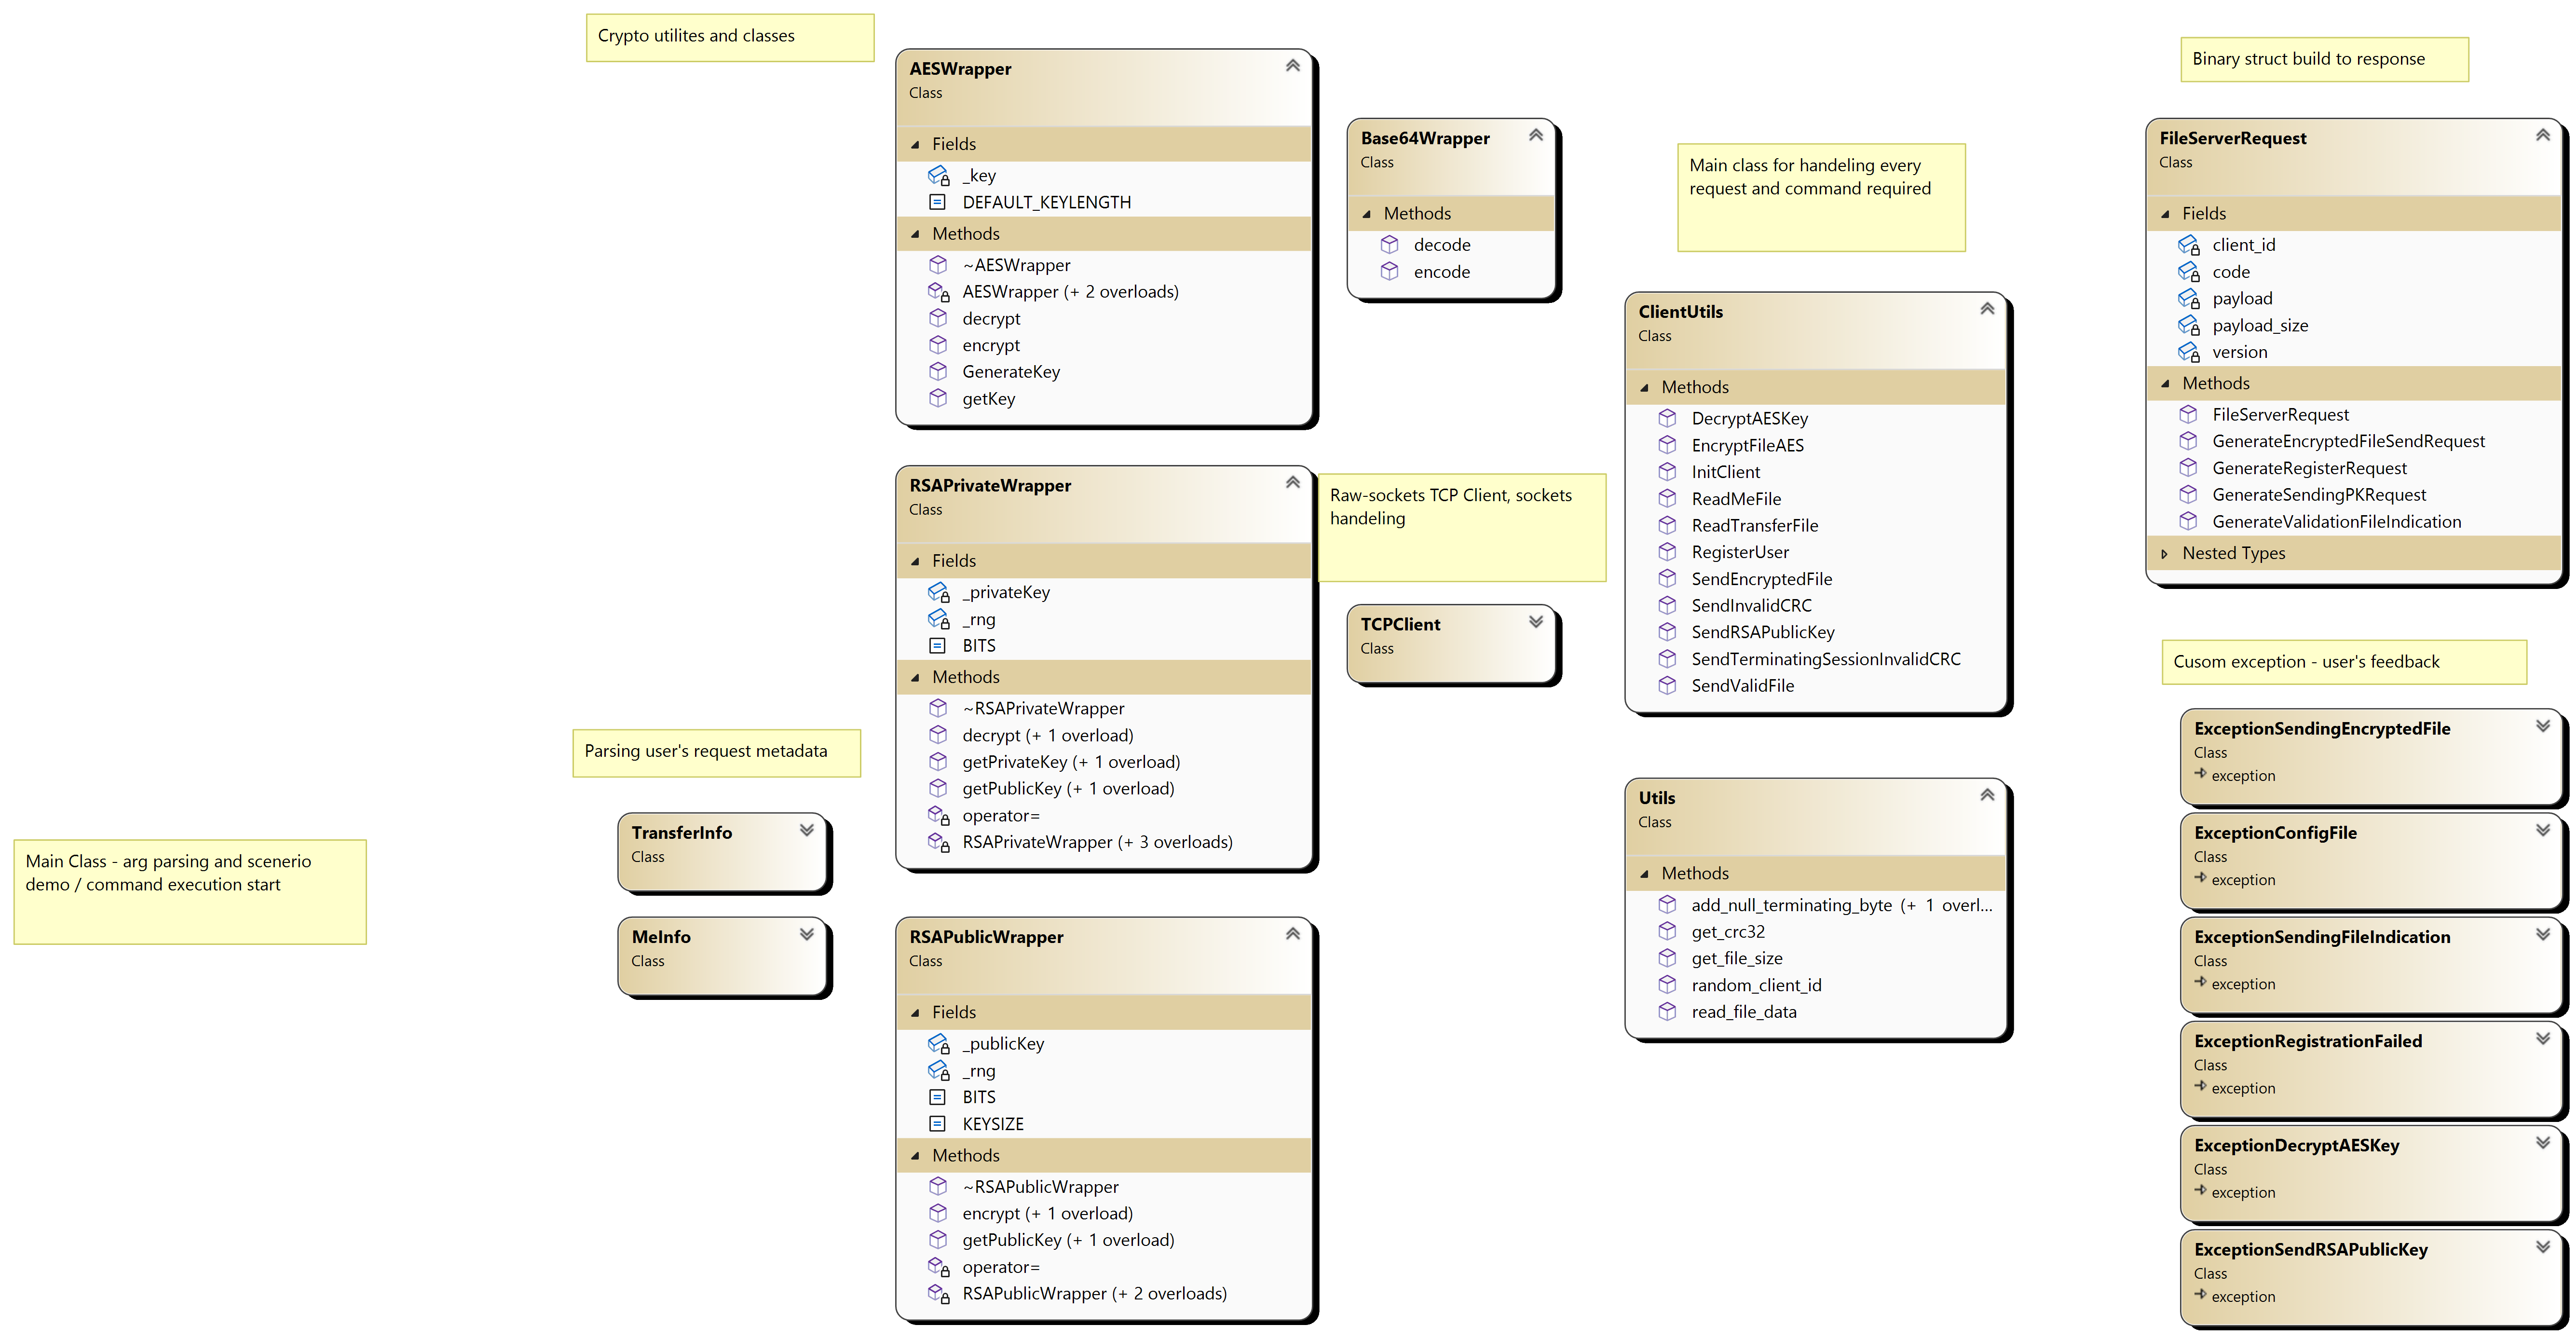 Crypto utilites and classes
AESWrapper
Class
Fields
_key
DEFAULT_KEYLENGTH
Methods
~AESWrapper
AESWrapper (+ 2 overloads)
decrypt
encrypt
GenerateKey
getKey
Base64Wrapper
Class
Methods
decode
encode
Main class for handeling every
request and command required
Binary struct build to response
FileServerRequest
Class
Fields
client_id
code
payload
payload_size
version
Methods
FileServerRequest
GenerateEncryptedFileSendRequest
GenerateRegisterRequest
GenerateSendingPKRequest
GenerateValidationFileIndication
Nested Types
ClientUtils
Class
Methods
DecryptAESKey
EncryptFileAES
InitClient
ReadMeFile
ReadTransferFile
RegisterUser
SendEncryptedFile
SendInvalidCRC
SendRSAPublicKey
SendTerminatingSessionInvalidCRC
SendValidFile
RSAPrivateWrapper
Class
Fields
_privateKey
_rng
BITS
Methods
~RSAPrivateWrapper
decrypt (+ 1 overload)
getPrivateKey (+ 1 overload)
getPublicKey (+ 1 overload)
operator=
RSAPrivateWrapper (+ 3 overloads)
Raw-sockets TCP Client, sockets
handeling
TCPClient
Class
Cusom exception - user's feedback
ExceptionSendingEncryptedFile
Class
exception
ExceptionConfigFile
Class
exception
ExceptionSendingFileIndication
Class
exception
ExceptionRegistrationFailed
Class
exception
ExceptionDecryptAESKey
Class
exception
ExceptionSendRSAPublicKey
Class
exception
Parsing user's request metadata
TransferInfo
Class
MeInfo
Class
Main Class - arg parsing and scenerio
demo / command execution start
Utils
Class
Methods
add_null_terminating_byte (+ 1 overl...
get_crc32
get_file_size
random_client_id
read_file_data
RSAPublicWrapper
Class
Fields
_publicKey
_rng
BITS
KEYSIZE
Methods
~RSAPublicWrapper
encrypt (+ 1 overload)
getPublicKey (+ 1 overload)
operator=
RSAPublicWrapper (+ 2 overloads)